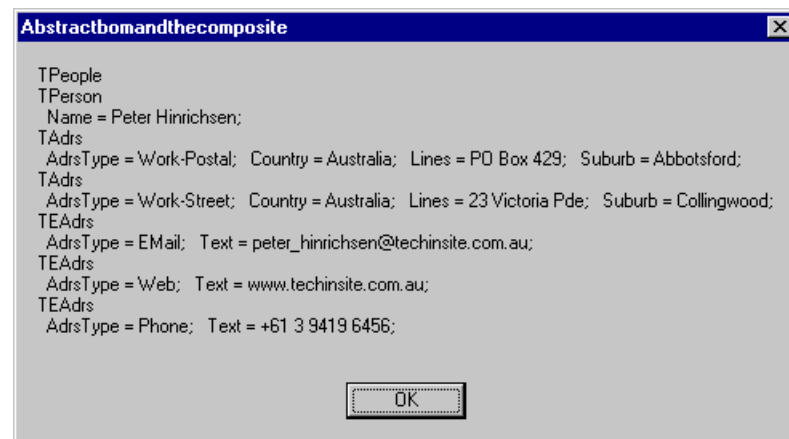 Abstractbomandthecomposite
TPeople
TPerson
Name = Peter Hinrichsen;
TAdrs
AdrsType = Work-Postal; Country = Australia; Lines = PO Box 429; Suburb = Abbotsford;
TAdrs
AdrsType = Work-Street; Country = Australia; Lines = 23 Victoria Pde; Suburb = Collingwood;
TEAdrs
AdrsType = EMail; Text = peter_hinrichsen@techinsite.com.au;
TEAdrs
AdrsType = Web; Text = www.techinsite.com.au;
TEAdrs
AdrsType = Phone; Text = +61 3 9419 6456;
OK